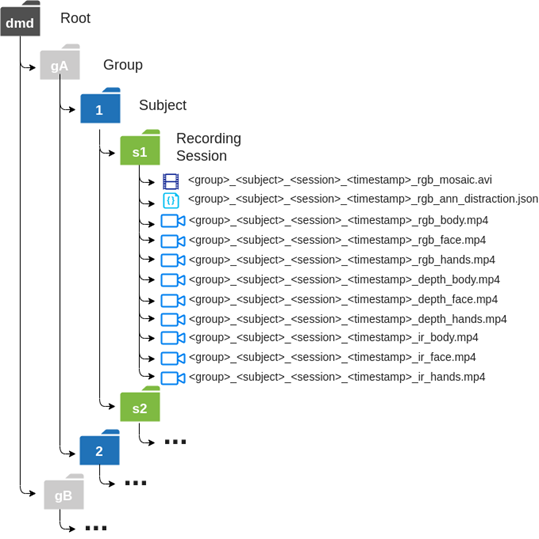 dmd Root
gA Group
1 Subject
s1 Recording
Session
<group>_<subject>_<session>_<timestamp>_rgb_mosaic.avi
{} <group>_<subject>_<session>_<timestamp>_rgb_ann_distraction.json
<group>_<subject>_<session>_<timestamp>_rgb_body.mp4
<group>_<subject>_<session>_<timestamp>_rgb_face.mp4
<group>_<subject>_<session>_<timestamp>_rgb_hands.mp4
<group>_<subject>_<session>_<timestamp>_depth_body.mp4
<group>_<subject>_<session>_<timestamp>_depth_face.mp4
<group>_<subject>_<session>_<timestamp>_depth_hands.mp4
<group>_<subject>_<session>_<timestamp>_ir_body.mp4
<group>_<subject>_<session>_<timestamp>_ir_face.mp4
<group>_<subject>_<session>_<timestamp>_ir_hands.mp4
s2
...
2
...
gB
...